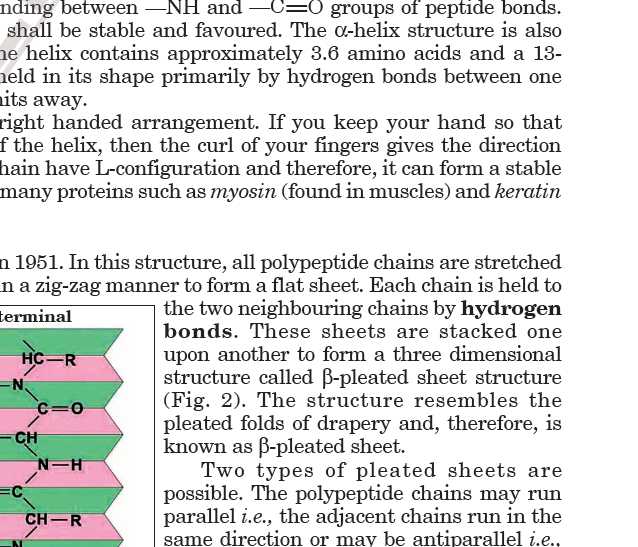 nding between —NH and —C=O groups of peptide bonds.
shall be stable and favoured. The α-helix structure is also
he helix contains approximately 3.6 amino acids and a 13-
held in its shape primarily by hydrogen bonds between one
nits away.
right handed arrangement. If you keep your hand so that
f the helix, then the curl of your fingers gives the direction
hain have L-configuration and therefore, it can form a stable
many proteins such as myosin (found in muscles) and keratin
n 1951. In this structure, all polypeptide chains are stretched
in a zig-zag manner to form a flat sheet. Each chain is held to
the two neighbouring chains by hydrogen
bonds. These sheets are stacked one
upon another to form a three dimensional
structure called β-pleated sheet structure
(Fig. 2). The structure resembles the
pleated folds of drapery and, therefore, is
known as β-pleated sheet.
Two types of pleated sheets are
possible. The polypeptide chains may run
parallel i.e., the adjacent chains run in the
same direction or may be antiparallel i.e.,
terminal
HC—R
—N
C=O
—CH
N—H
=C
CH—R
N